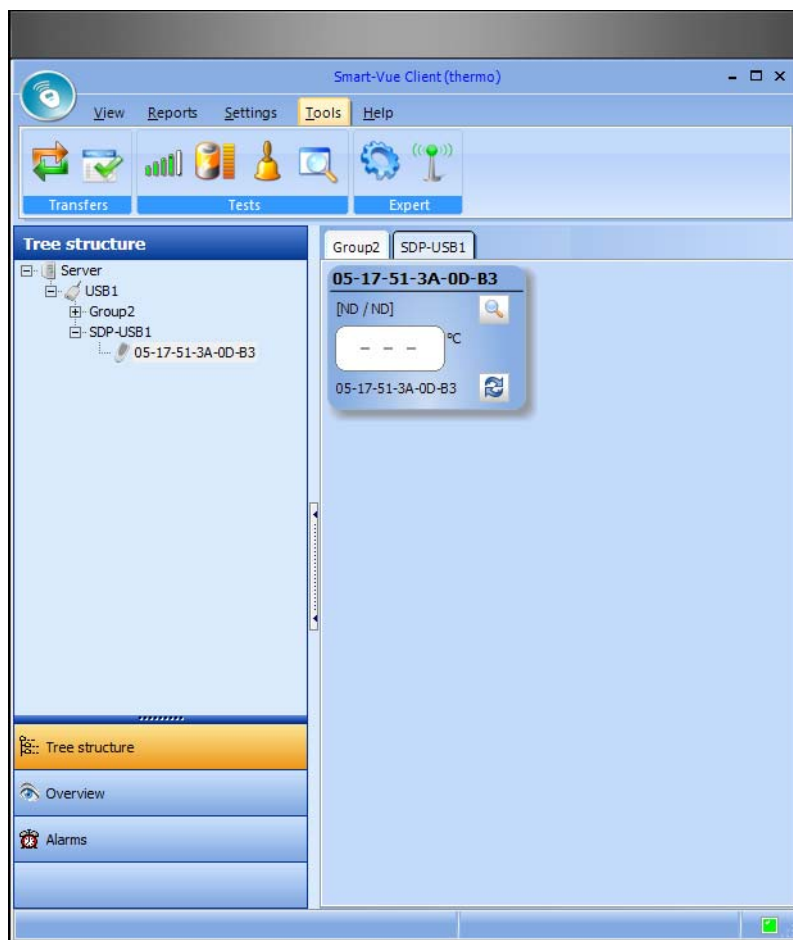 Smart-Vue Client (thermo)
View Reports Settings Tools Help
Transfers Tests Expert
Tree structure
Server
USB1
Group2
SDP-USB1
05-17-51-3A-0D-B3
Group2 SDP-USB1
05-17-51-3A-0D-B3
[ND / ND]
- - - °C
05-17-51-3A-0D-B3
Tree structure
Overview
Alarms